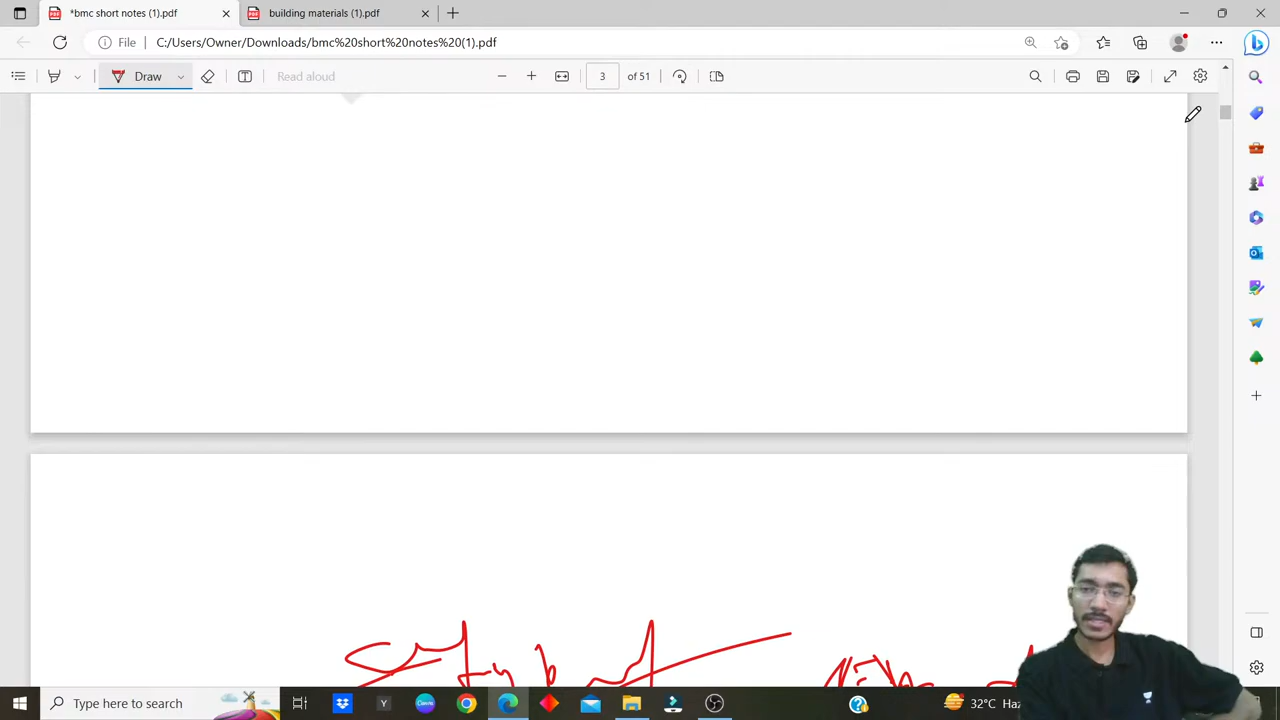 *bmc short notes (1).pdf
building materials (1).pdf
File C:/Users/Owner/Downloads/bmc%20short%20notes%20(1).pdf
Draw
Read aloud
3 of 51
Type here to search
32°C Haz